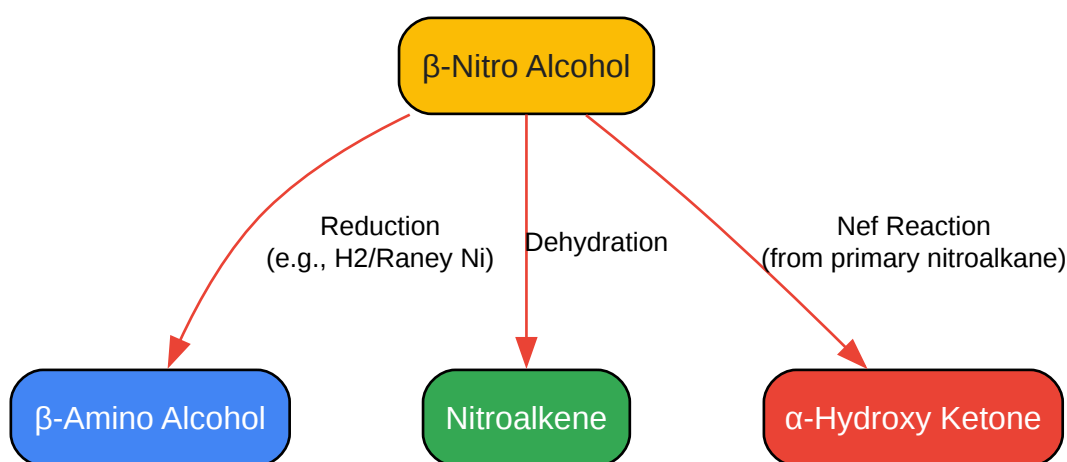 β-Nitro Alcohol
Reduction
(e.g., H2/Raney Ni)
Dehydration
Nef Reaction
(from primary nitroalkane)
β-Amino Alcohol
Nitroalkene
α-Hydroxy Ketone